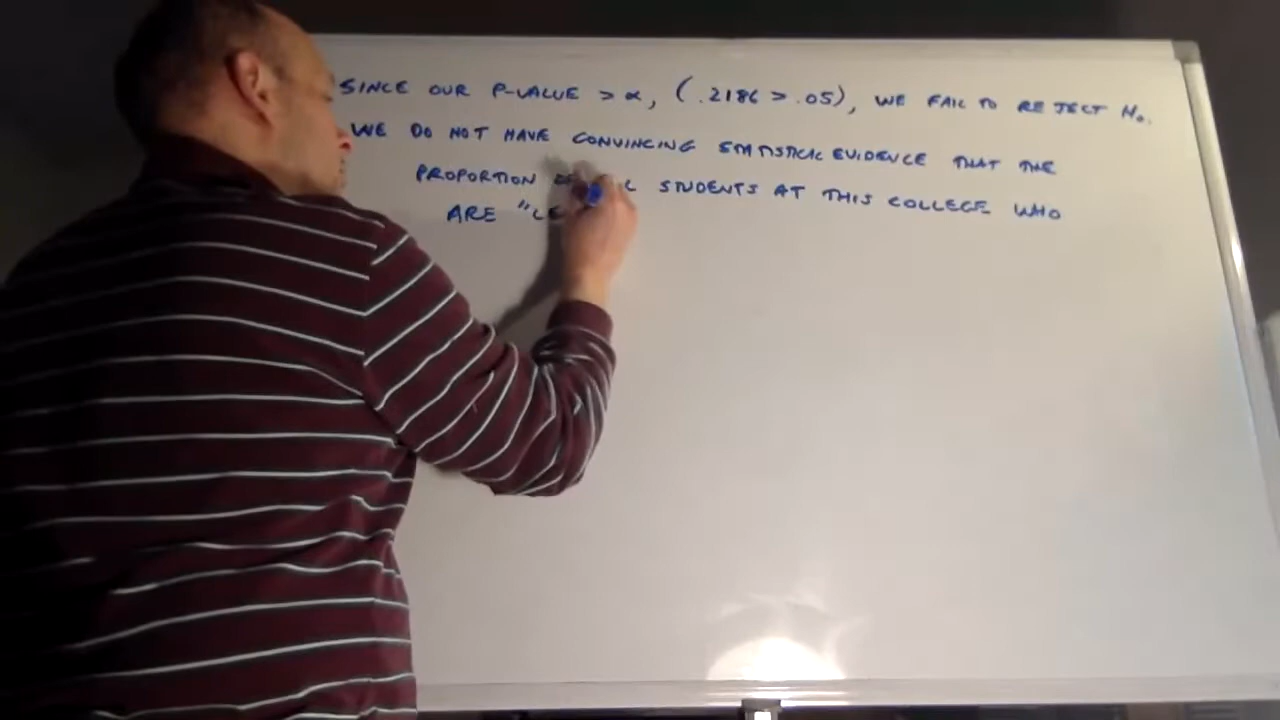 SINCE OUR P-VALUE > α, (.2186 > .05), WE FAIL TO REJECT H₀.
WE DO NOT HAVE CONVINCING STATISTICAL EVIDENCE THAT THE
PROPORTION STUDENTS AT THIS COLLEGE WHO
ARE "LE